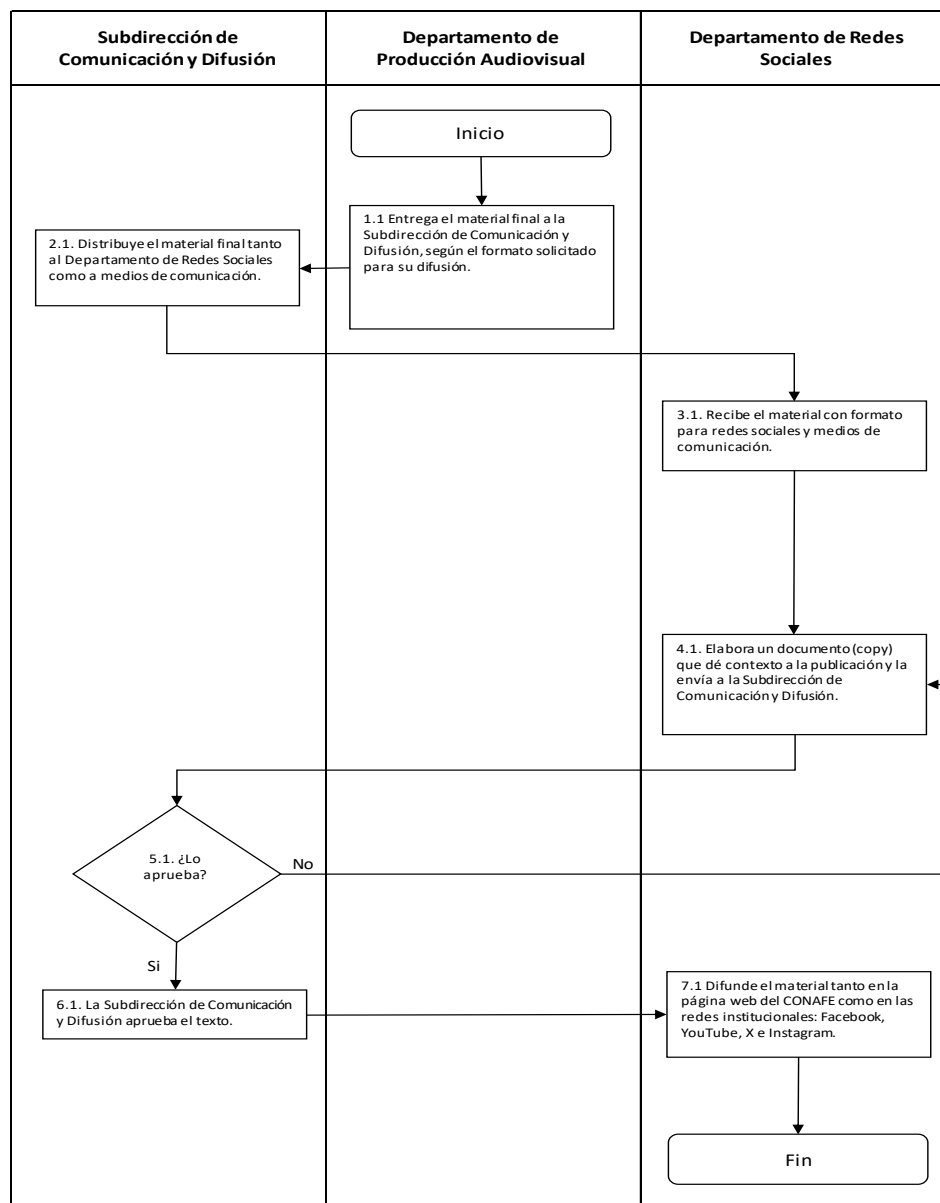 Subdirección de
Comunicación y Difusión
Departamento de
Producción Audiovisual
Departamento de Redes
Sociales
Inicio
1.1 Entrega el material final a la
Subdirección de Comunicación y
Difusión, según el formato solicitado
para su difusión.
2.1. Distribuye el material final tanto
al Departamento de Redes Sociales
como a medios de comunicación.
3.1. Recibe el material con formato
para redes sociales y medios de
comunicación.
4.1. Elabora un documento (copy)
que dé contexto a la publicación y la
envía a la Subdirección de
Comunicación y Difusión.
5.1. ¿Lo
aprueba?
No
Si
6.1. La Subdirección de Comunicación
y Difusión aprueba el texto.
7.1 Difunde el material tanto en la
página web del CONAFE como en las
redes institucionales: Facebook,
YouTube, X e Instagram.
Fin